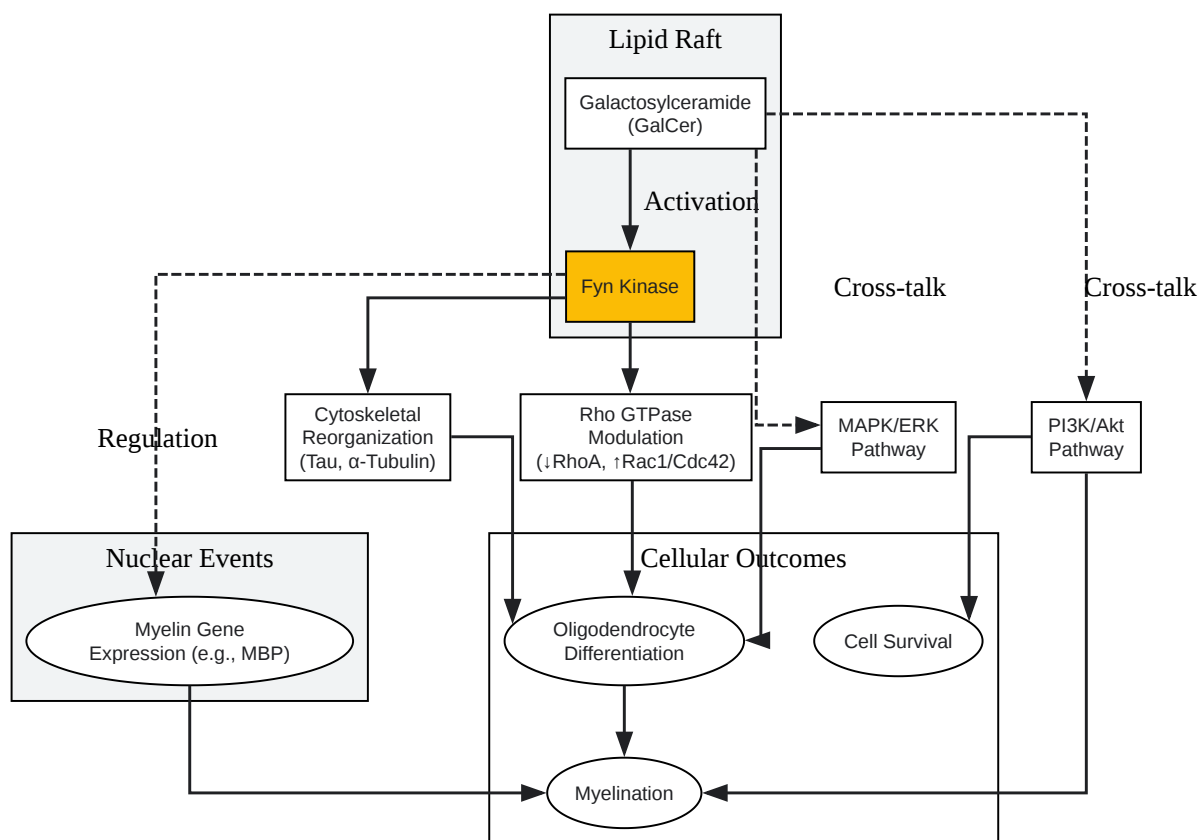 Lipid Raft
Galactosylceramide
(GalCer)
Activation
Fyn Kinase
Cross-talk
Cross-talk
Cytoskeletal
Reorganization
(Tau, α-Tubulin)
Rho GTPase
Modulation
(↓RhoA, ↑Rac1/Cdc42)
MAPK/ERK
Pathway
PI3K/Akt
Pathway
Regulation
Nuclear Events
Cellular Outcomes
Myelin Gene
Expression (e.g., MBP)
Oligodendrocyte
Differentiation
Cell Survival
Myelination